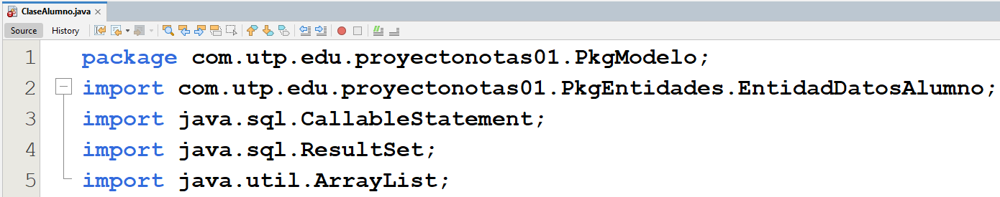 ClaseAlumno.java
Source History
1 package com.utp.edu.proyectonotas01.PkgModelo;
2 import com.utp.edu.proyectonotas01.PkgEntidades.EntidadDatosAlumno;
3 import java.sql.CallableStatement;
4 import java.sql.ResultSet;
5 import java.util.ArrayList;